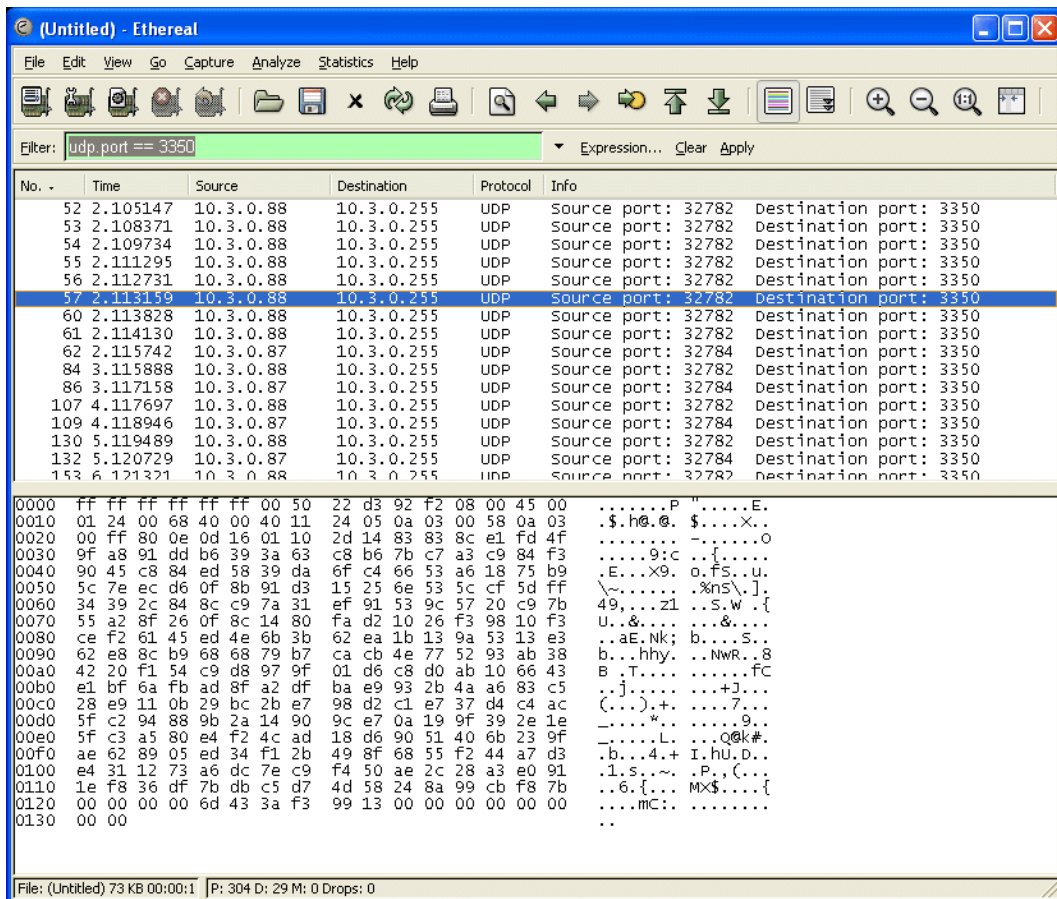 (Untitled) - Ethereal
File Edit View Go Capture Analyze Statistics Help
Filter: udp.port == 3350 Expression... Clear Apply
No. Time Source Destination Protocol Info
52 2.105147 10.3.0.88 10.3.0.255 UDP Source port: 32782 Destination port: 3350
53 2.108371 10.3.0.88 10.3.0.255 UDP Source port: 32782 Destination port: 3350
54 2.109734 10.3.0.88 10.3.0.255 UDP Source port: 32782 Destination port: 3350
55 2.111295 10.3.0.88 10.3.0.255 UDP Source port: 32782 Destination port: 3350
56 2.112731 10.3.0.88 10.3.0.255 UDP Source port: 32782 Destination port: 3350
57 2.113159 10.3.0.88 10.3.0.255 UDP Source port: 32782 Destination port: 3350
60 2.113828 10.3.0.88 10.3.0.255 UDP Source port: 32782 Destination port: 3350
61 2.114130 10.3.0.88 10.3.0.255 UDP Source port: 32782 Destination port: 3350
62 2.115742 10.3.0.87 10.3.0.255 UDP Source port: 32784 Destination port: 3350
84 3.115888 10.3.0.88 10.3.0.255 UDP Source port: 32782 Destination port: 3350
86 3.117158 10.3.0.87 10.3.0.255 UDP Source port: 32784 Destination port: 3350
107 4.117697 10.3.0.88 10.3.0.255 UDP Source port: 32782 Destination port: 3350
109 4.118946 10.3.0.87 10.3.0.255 UDP Source port: 32784 Destination port: 3350
130 5.119489 10.3.0.88 10.3.0.255 UDP Source port: 32782 Destination port: 3350
132 5.120729 10.3.0.87 10.3.0.255 UDP Source port: 32784 Destination port: 3350
153 6.121321 10.3.0.88 10.3.0.255 UDP Source port: 32782 Destination port: 3350
0000 ff ff ff ff ff ff 00 50 22 d3 92 f2 08 00 45 00 .......P ".....E.
0010 01 24 00 68 40 00 40 11 24 05 0a 03 00 58 0a 03 .$.h@.@. $....X..
0020 00 ff 80 0e 0d 16 01 10 2d 14 83 83 8c e1 fd 4f ........ -......O
0030 9f a8 91 dd b6 39 3a 63 c8 b6 7b c7 a3 c9 84 f3 .....9:c ..{.....
0040 90 45 c8 84 ed 58 39 da 6f c4 66 53 a6 18 75 b9 .E...X9. o.fS..u.
0050 5c 7e ec d6 0f 8b 91 d3 15 25 6e 53 5c cf 5d ff \~...... .%nS\.].
0060 34 39 2c 84 8c c9 7a 31 ef 91 53 9c 57 20 c9 7b 49,...z1 ..S.W .{
0070 55 a2 8f 26 0f 8c 14 80 fa d2 10 26 f3 98 10 f3 U..&.... ...&....
0080 ce f2 61 45 ed 4e 6b 3b 62 ea 1b 13 9a 53 13 e3 ..aE.Nk; b....S..
0090 62 e8 8c b9 68 68 79 b7 ca cb 4e 77 52 93 ab 38 b...hhy. ..NwR..8
00a0 42 20 f1 54 c9 d8 97 9f 01 d6 c8 d0 ab 10 66 43 B .T.... ......fC
00b0 e1 bf 6a fb ad 8f a2 df ba e9 93 2b 4a a6 83 c5 ..j..... ...+J...
00c0 28 e9 11 0b 29 bc 2b e7 98 d2 c1 e7 37 d4 c4 ac (...).+. ....7...
00d0 5f c2 94 88 9b 2a 14 90 9c e7 0a 19 9f 39 2e 1e _....*.. .....9..
00e0 5f c3 a5 80 e4 f2 4c ad 18 d6 90 51 40 6b 23 9f _.....L. ...Q@k#.
00f0 ae 62 89 05 ed 34 f1 2b 49 8f 68 55 f2 44 a7 d3 .b...4.+ I.hU.D..
0100 e4 31 12 73 a6 dc 7e c9 f4 50 ae 2c 28 a3 e0 91 .1.s..~. .P.,(...
0110 1e f8 36 df 7b db c5 d7 4d 58 24 8a 99 cb f8 7b ..6.{... MX$....{
0120 00 00 00 00 6d 43 3a f3 99 13 00 00 00 00 00 00 ....mC:. ........
0130 00 00 ..
File: (Untitled) 73 KB 00:00:1 P: 304 D: 29 M: 0 Drops: 0